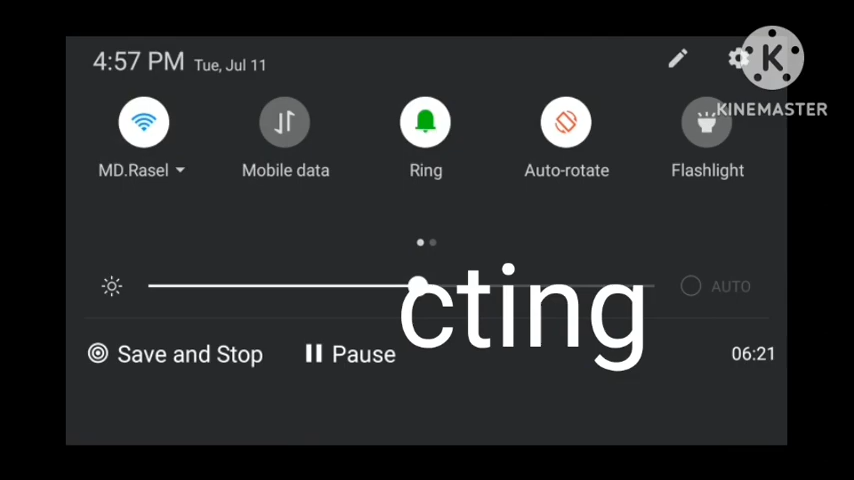 4:57 PM Tue, Jul 11
K
KINEMASTER
MD.Rasel Mobile data Ring Auto-rotate Flashlight
AUTO
cting
Save and Stop Pause 06:21